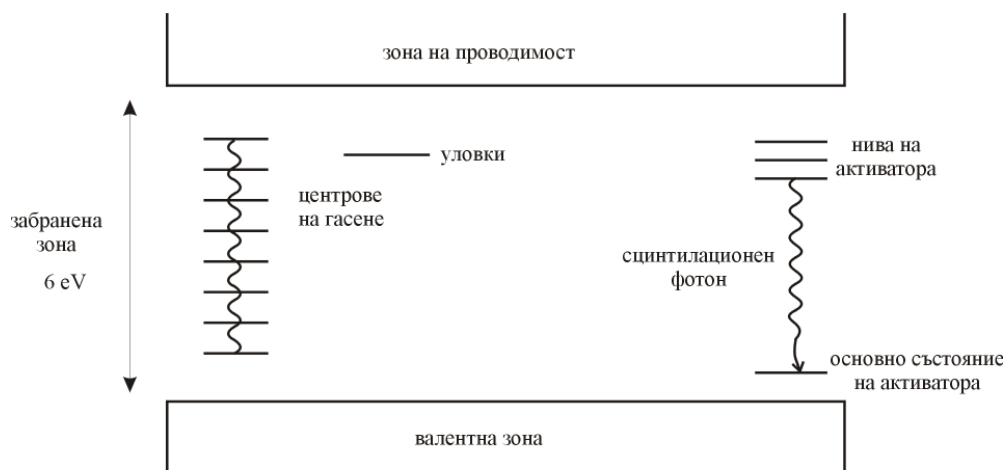 зона на проводимост
уловки
нива на
активатора
центрове
на гасене
забранена
зона
6 eV
сцинтилационен
фотон
основно състояние
на активатора
валентна зона